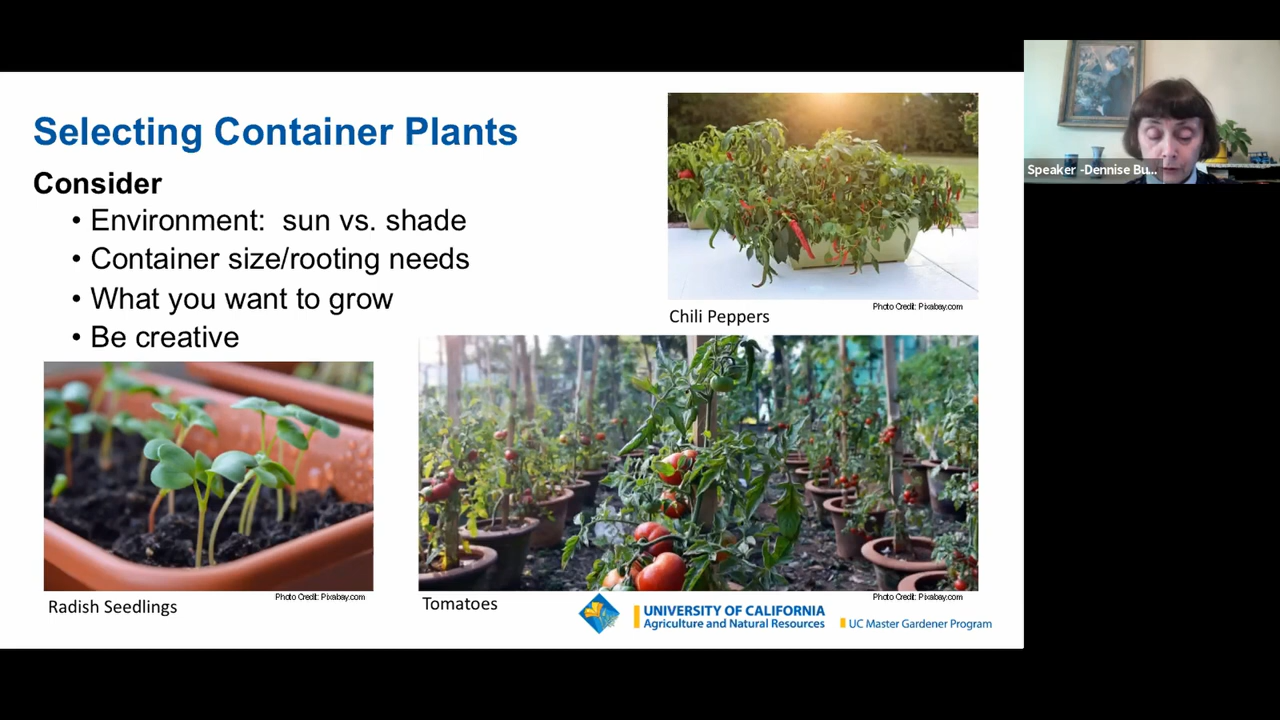 Selecting Container Plants
Consider
• Environment: sun vs. shade
• Container size/rooting needs
• What you want to grow
• Be creative
Photo Credit: Pixabay.com
Chili Peppers
Photo Credit: Pixabay.com
Radish Seedlings
Photo Credit: Pixabay.com
Tomatoes
UNIVERSITY OF CALIFORNIA
Agriculture and Natural Resources
UC Master Gardener Program
Speaker -Dennise Bu...